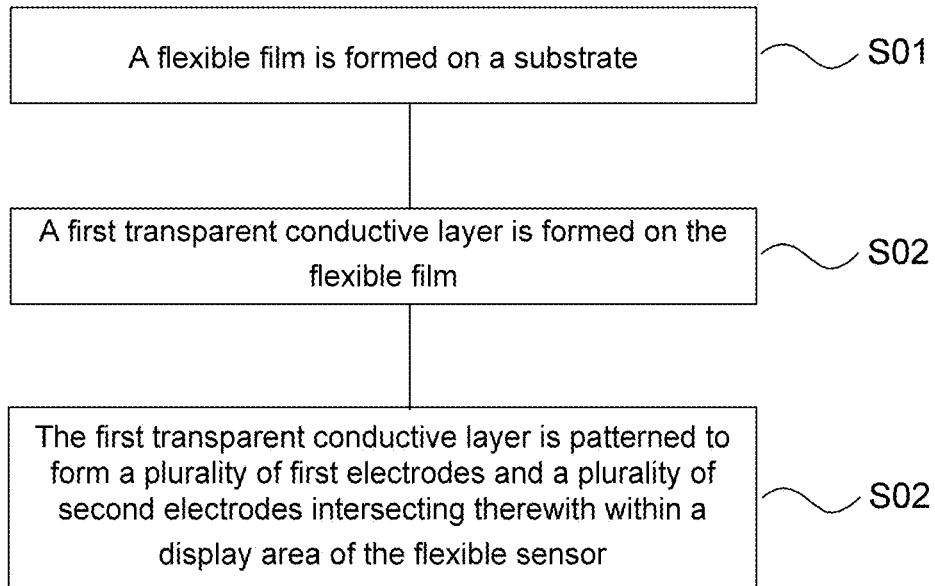 A flexible film is formed on a substrate
S01
A first transparent conductive layer is formed on the
flexible film
S02
The first transparent conductive layer is patterned to
form a plurality of first electrodes and a plurality of
second electrodes intersecting therewith within a
display area of the flexible sensor
S02